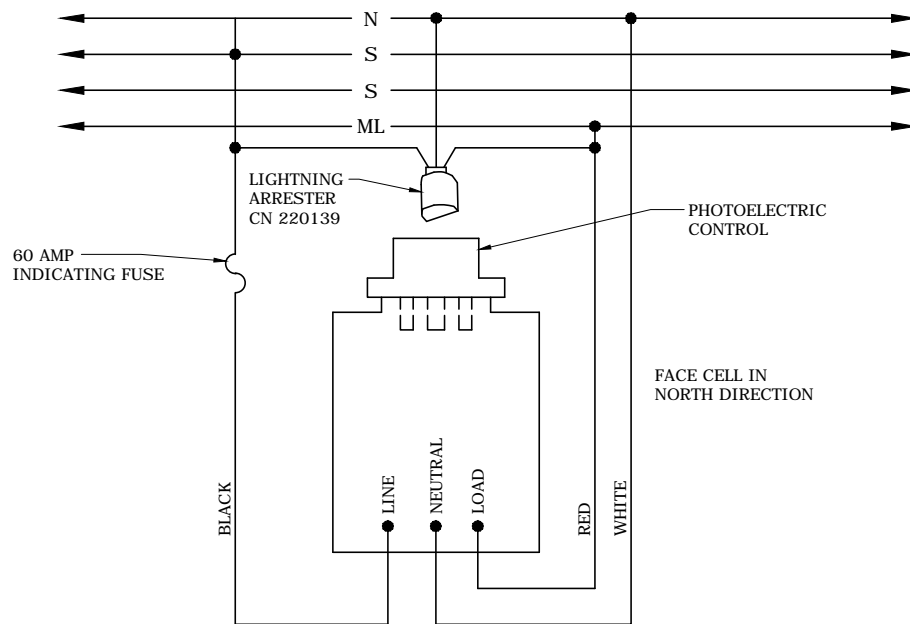 N
S
S
ML
LIGHTNING
ARRESTER
CN 220139
PHOTOELECTRIC
CONTROL
60 AMP
INDICATING FUSE
FACE CELL IN
NORTH DIRECTION
BLACK
LINE
NEUTRAL
LOAD
RED
WHITE